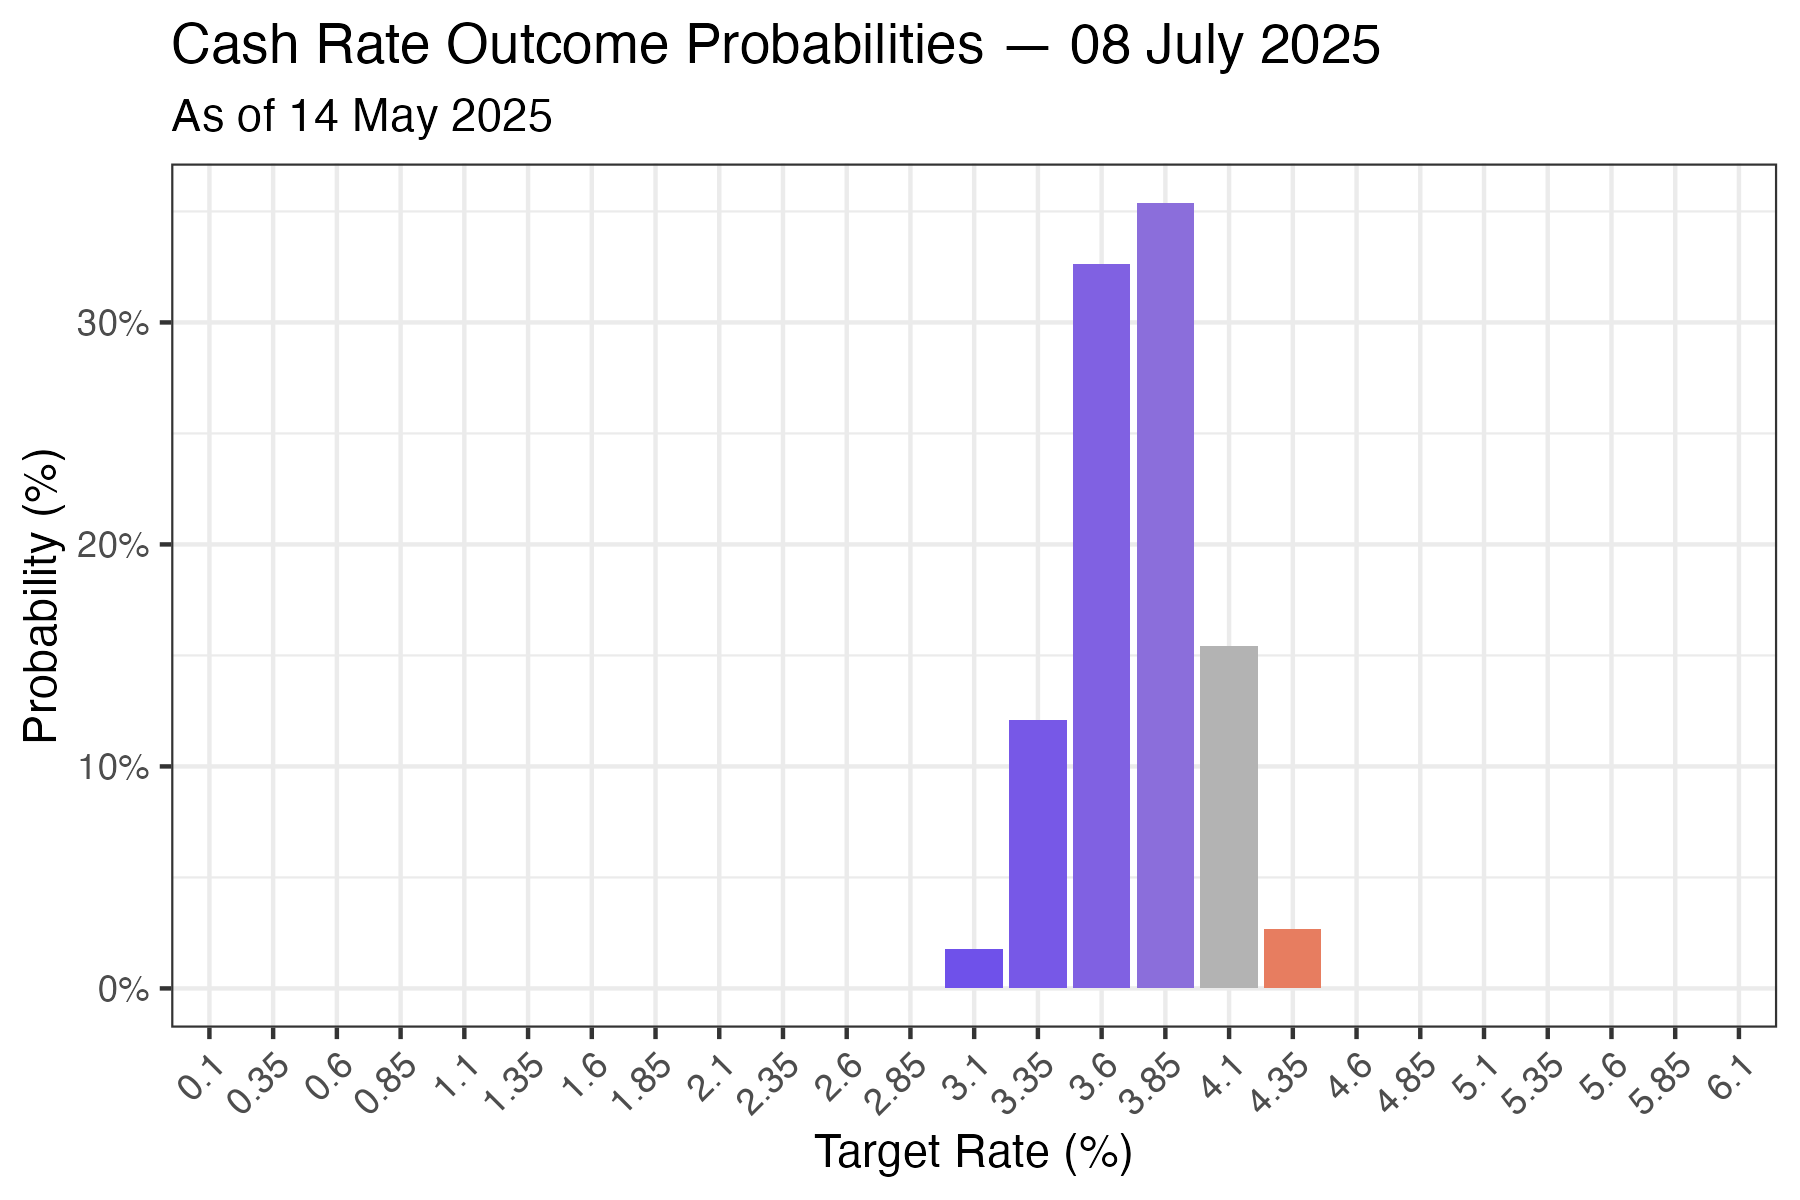 Cash Rate Outcome Probabilities — 08 July 2025
As of 14 May 2025
Probability (%)
30%
20%
10%
0%
0.1 0.35 0.6 0.85 1.1 1.35 1.6 1.85 2.1 2.35 2.6 2.85 3.1 3.35 3.6 3.85 4.1 4.35 4.6 4.85 5.1 5.35 5.6 5.85 6.1
Target Rate (%)